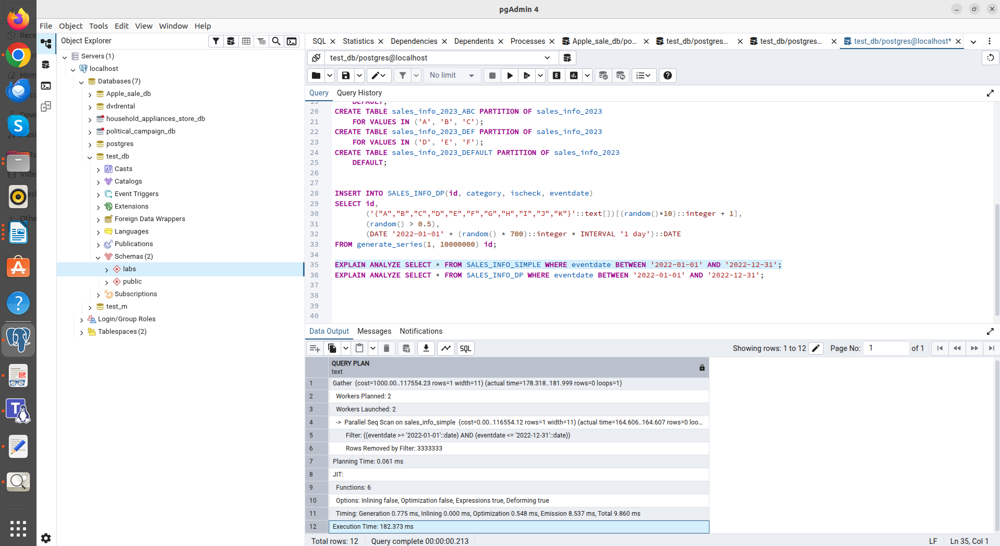 pgAdmin 4
File Object Tools Edit View Window Help
Object Explorer
SQL Statistics Dependencies Dependents Processes Apple_sale_db/po... test_db/postgres... test_db/postgres... test_db/postgres@localhost*
test_db/postgres@localhost
No limit
Query Query History
Servers (1)
localhost
Databases (7)
Apple_sale_db
dvdrental
household_appliances_store_db
political_campaign_db
postgres
test_db
Casts
Catalogs
Event Triggers
Extensions
Foreign Data Wrappers
Languages
Publications
Schemas (2)
labs
public
Subscriptions
test_m
Login/Group Roles
Tablespaces (2)
19 DEFAULT;
20 CREATE TABLE sales_info_2023_ABC PARTITION OF sales_info_2023
21 FOR VALUES IN ('A', 'B', 'C');
22 CREATE TABLE sales_info_2023_DEF PARTITION OF sales_info_2023
23 FOR VALUES IN ('D', 'E', 'F');
24 CREATE TABLE sales_info_2023_DEFAULT PARTITION OF sales_info_2023
25 DEFAULT;
26
27
28 INSERT INTO SALES_INFO_DP(id, category, ischeck, eventdate)
29 SELECT id,
30 ('{"A","B","C","D","E","F","G","H","I","J","K"}'::text[])[(random()*10)::integer + 1],
31 (random() > 0.5),
32 (DATE '2022-01-01' + (random() * 700)::integer * INTERVAL '1 day')::DATE
33 FROM generate_series(1, 10000000) id;
34
35 EXPLAIN ANALYZE SELECT * FROM SALES_INFO_SIMPLE WHERE eventdate BETWEEN '2022-01-01' AND '2022-12-31';
36 EXPLAIN ANALYZE SELECT * FROM SALES_INFO_DP WHERE eventdate BETWEEN '2022-01-01' AND '2022-12-31';
37
38
39
40
Data Output Messages Notifications
SQL
Showing rows: 1 to 12 Page No: 1 of 1
QUERY PLAN
text
1 Gather (cost=1000.00..117554.23 rows=1 width=11) (actual time=178.318..181.999 rows=0 loops=1)
2 Workers Planned: 2
3 Workers Launched: 2
4 -> Parallel Seq Scan on sales_info_simple (cost=0.00..116554.12 rows=1 width=11) (actual time=164.606..164.607 rows=0 loo...
5 Filter: ((eventdate >= '2022-01-01'::date) AND (eventdate <= '2022-12-31'::date))
6 Rows Removed by Filter: 3333333
7 Planning Time: 0.061 ms
8 JIT:
9 Functions: 6
10 Options: Inlining false, Optimization false, Expressions true, Deforming true
11 Timing: Generation 0.775 ms, Inlining 0.000 ms, Optimization 0.548 ms, Emission 8.537 ms, Total 9.860 ms
12 Execution Time: 182.373 ms
Total rows: 12 Query complete 00:00:00.213 LF Ln 35, Col 1